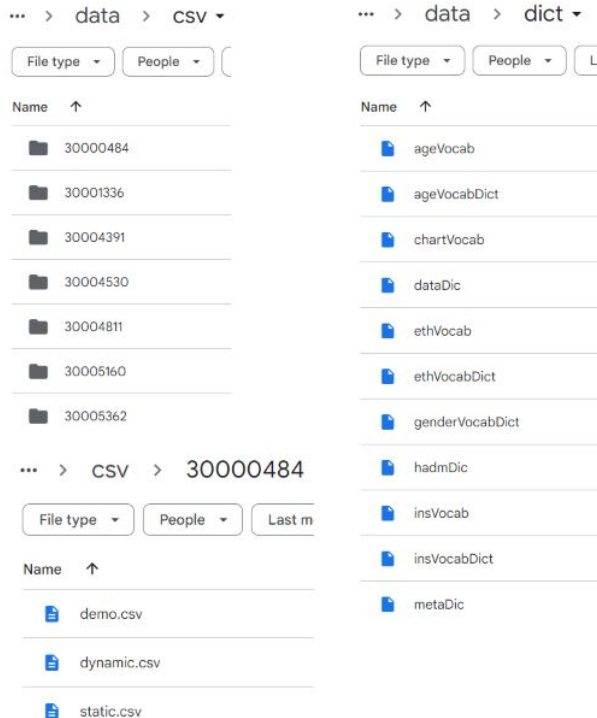 ... > data > csv
File type People
Name ↑
30000484
30001336
30004391
30004530
30004811
30005160
30005362
... > csv > 30000484
File type People Last m
Name ↑
demo.csv
dynamic.csv
static.csv
... > data > dict
File type People L
Name ↑
ageVocab
ageVocabDict
chartVocab
dataDic
ethVocab
ethVocabDict
genderVocabDict
hadmDic
insVocab
insVocabDict
metaDic